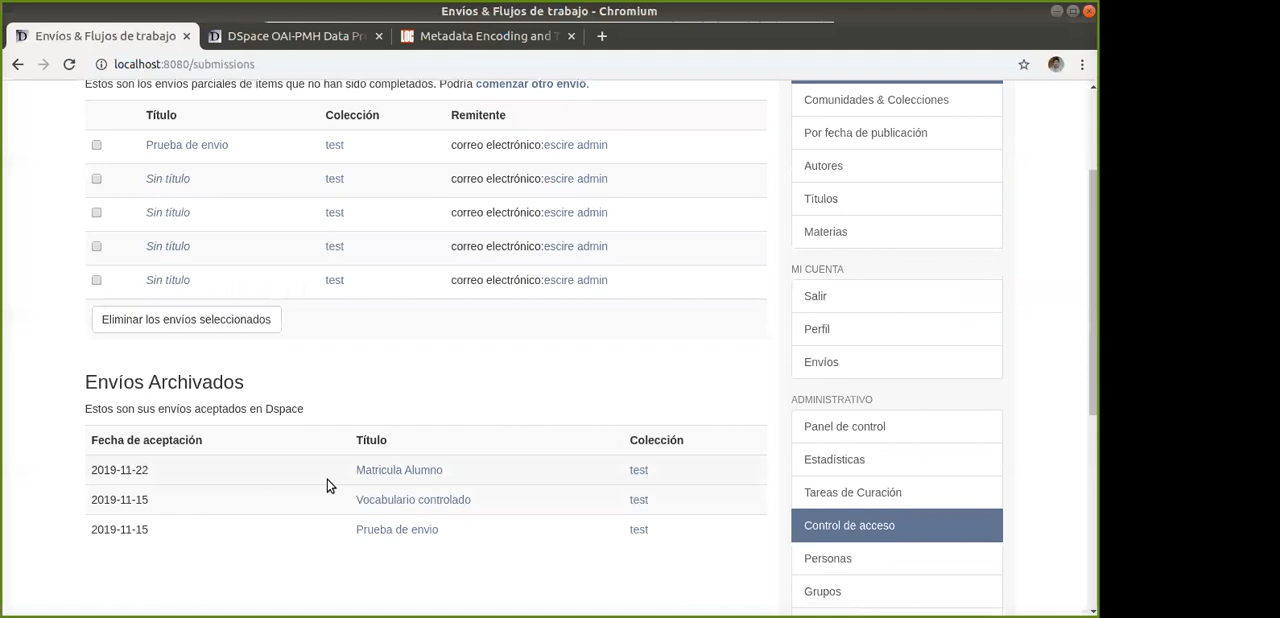 Envíos & Flujos de trabajo - Chromium
Envíos & Flujos de trabajo
DSpace OAI-PMH Data Pr
Metadata Encoding and T
localhost:8080/submissions
Estos son los envíos parciales de ítems que no han sido completados. Podría comenzar otro envío.
Título Colección Remitente
Prueba de envio test correo electrónico:escire admin
Sin título test correo electrónico:escire admin
Sin título test correo electrónico:escire admin
Sin título test correo electrónico:escire admin
Sin título test correo electrónico:escire admin
Eliminar los envíos seleccionados
Envíos Archivados
Estos son sus envíos aceptados en Dspace
Fecha de aceptación Título Colección
2019-11-22 Matricula Alumno test
2019-11-15 Vocabulario controlado test
2019-11-15 Prueba de envio test
Comunidades & Colecciones
Por fecha de publicación
Autores
Títulos
Materias
MI CUENTA
Salir
Perfil
Envíos
ADMINISTRATIVO
Panel de control
Estadísticas
Tareas de Curación
Control de acceso
Personas
Grupos